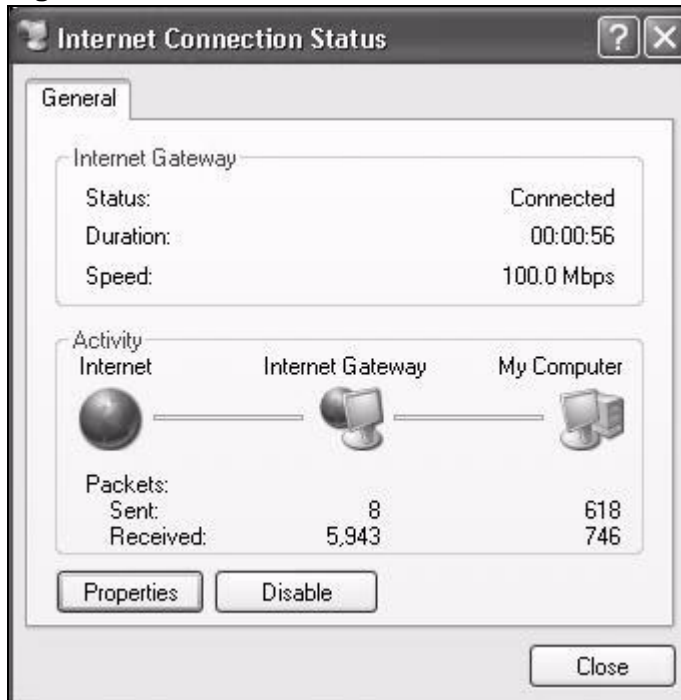 Internet Connection Status
General
Internet Gateway
Status: Connected
Duration: 00:00:56
Speed: 100.0 Mbps
Activity
Internet Internet Gateway My Computer
Packets:
Sent: 8 618
Received: 5,943 746
Properties Disable
Close